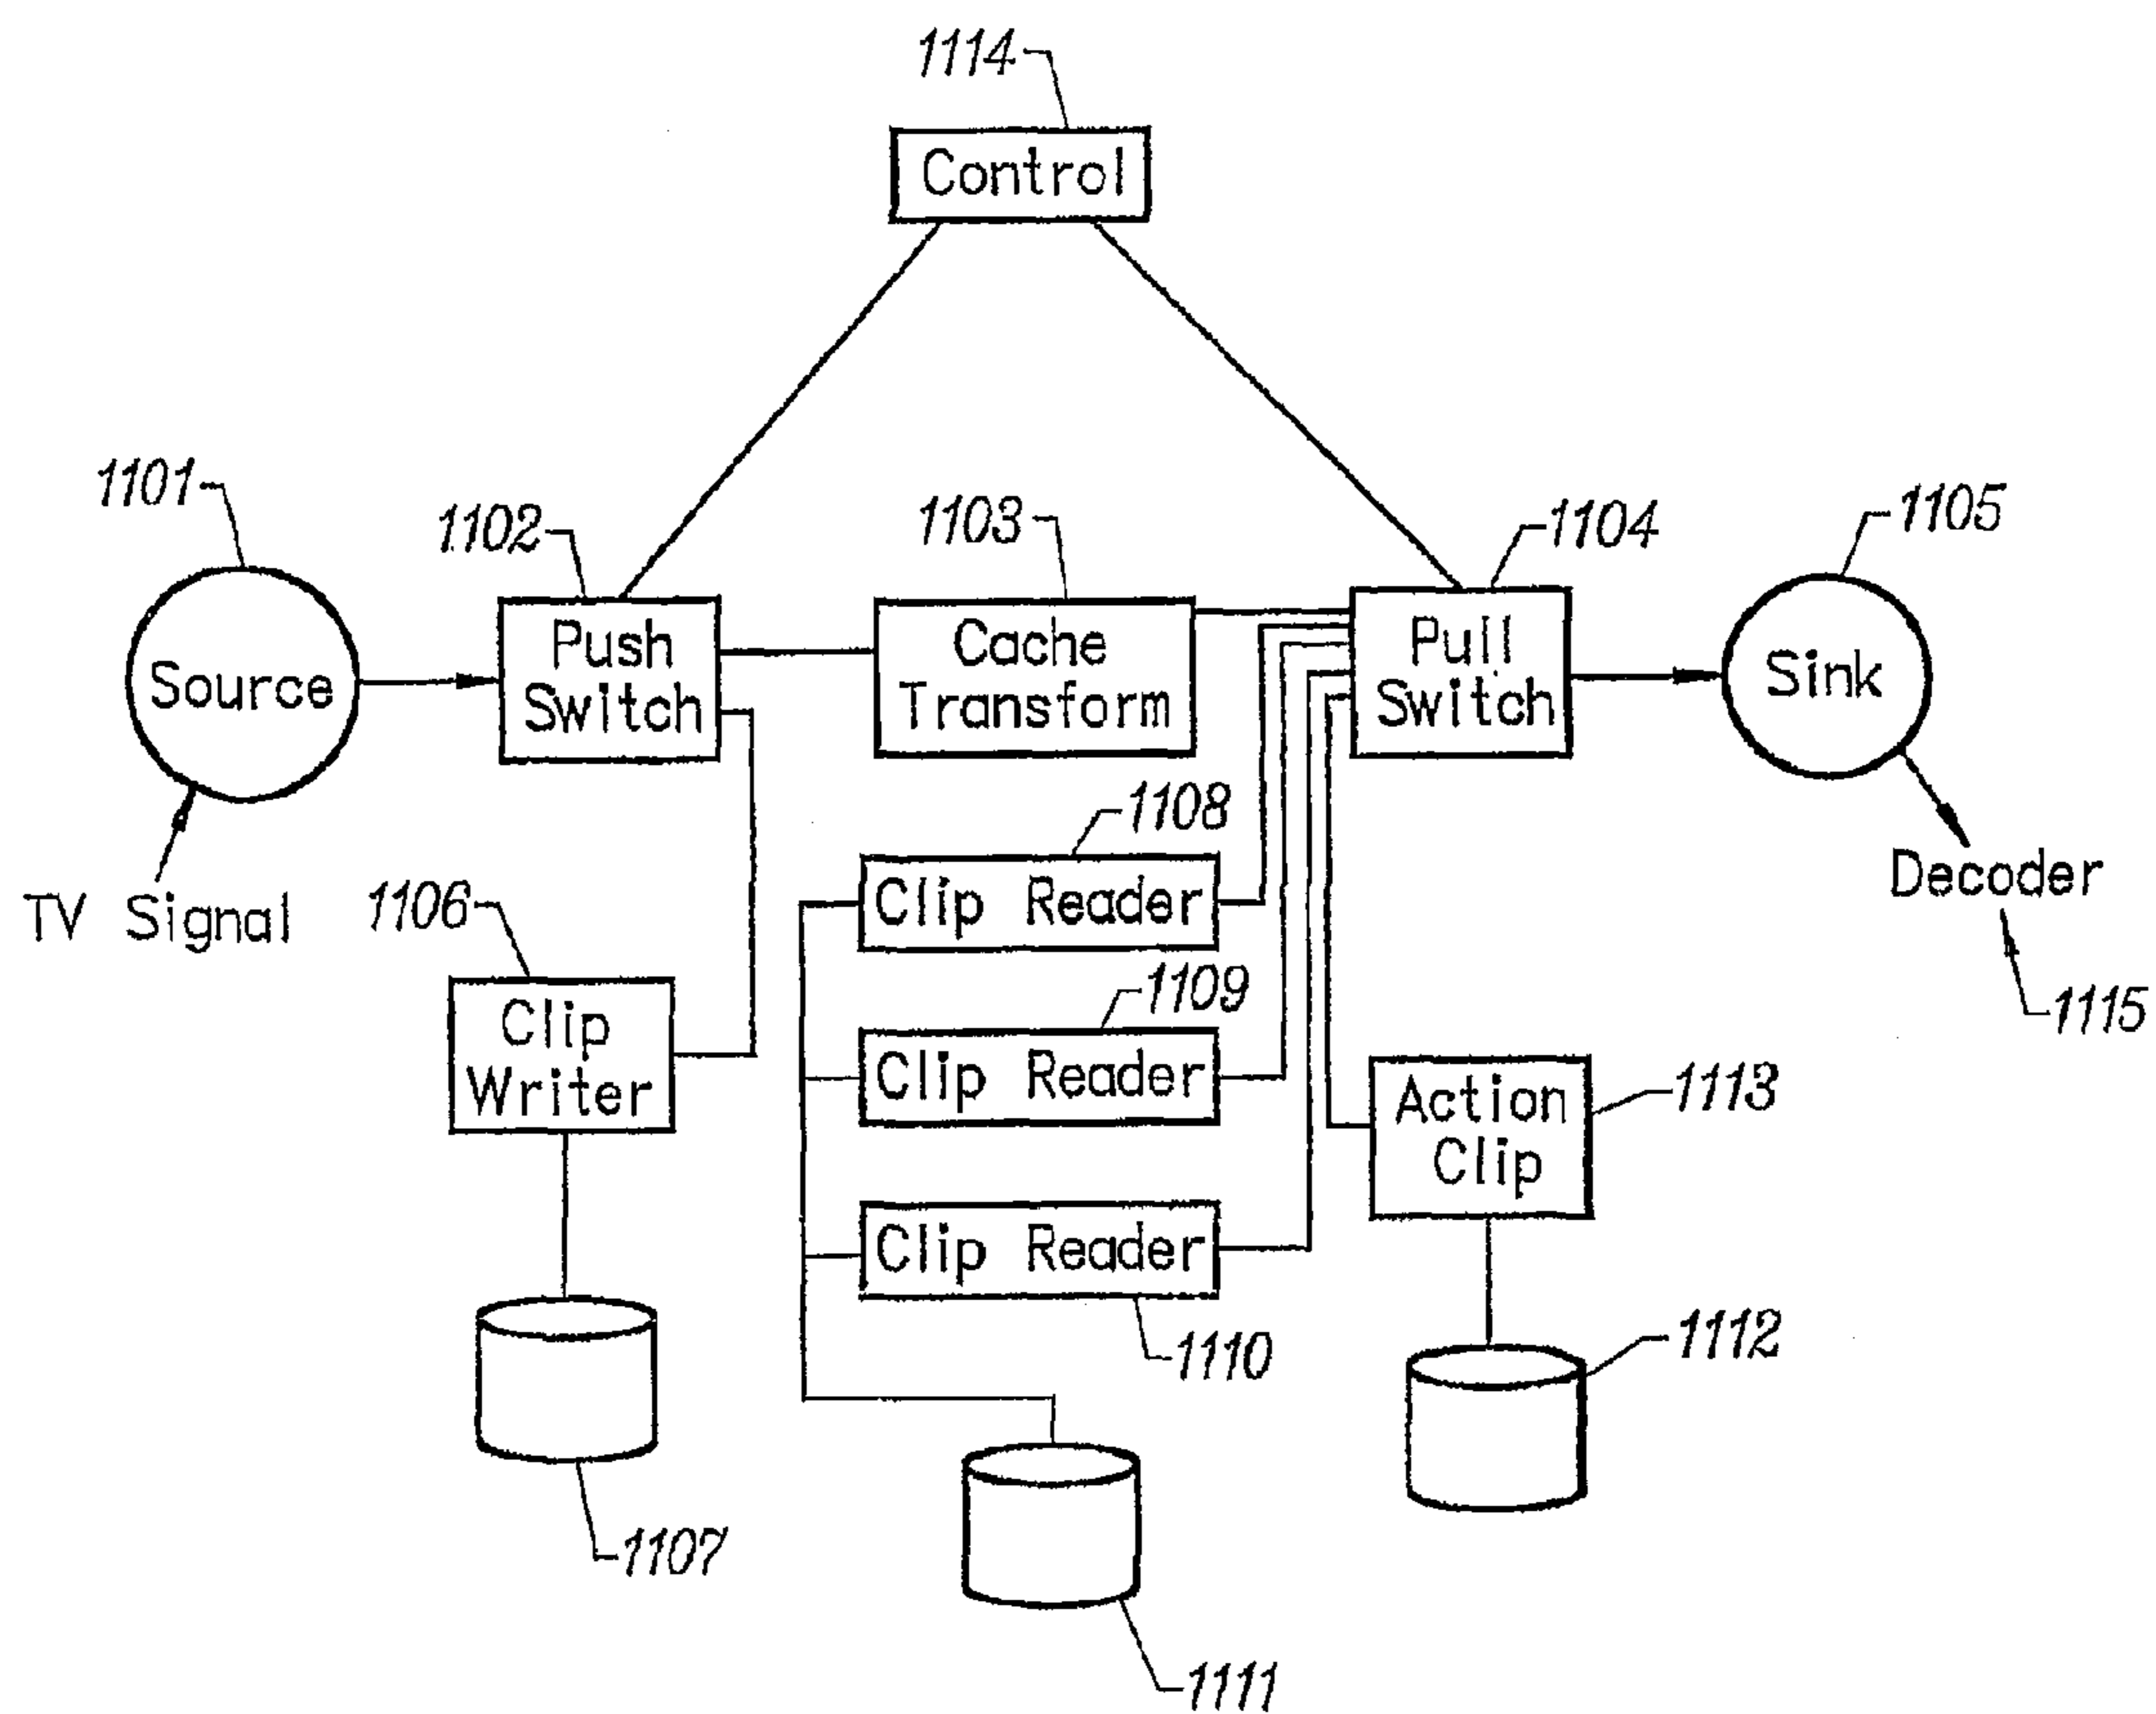 1114
Control
1101
1102
1103
1104
1105
Source
Push
Switch
Cache
Transform
Pull
Switch
Sink
TV Signal
1106
1108
Decoder
Clip Reader
1115
Clip
Writer
1109
Clip Reader
Action
Clip
1113
Clip Reader
1110
1112
1107
1111